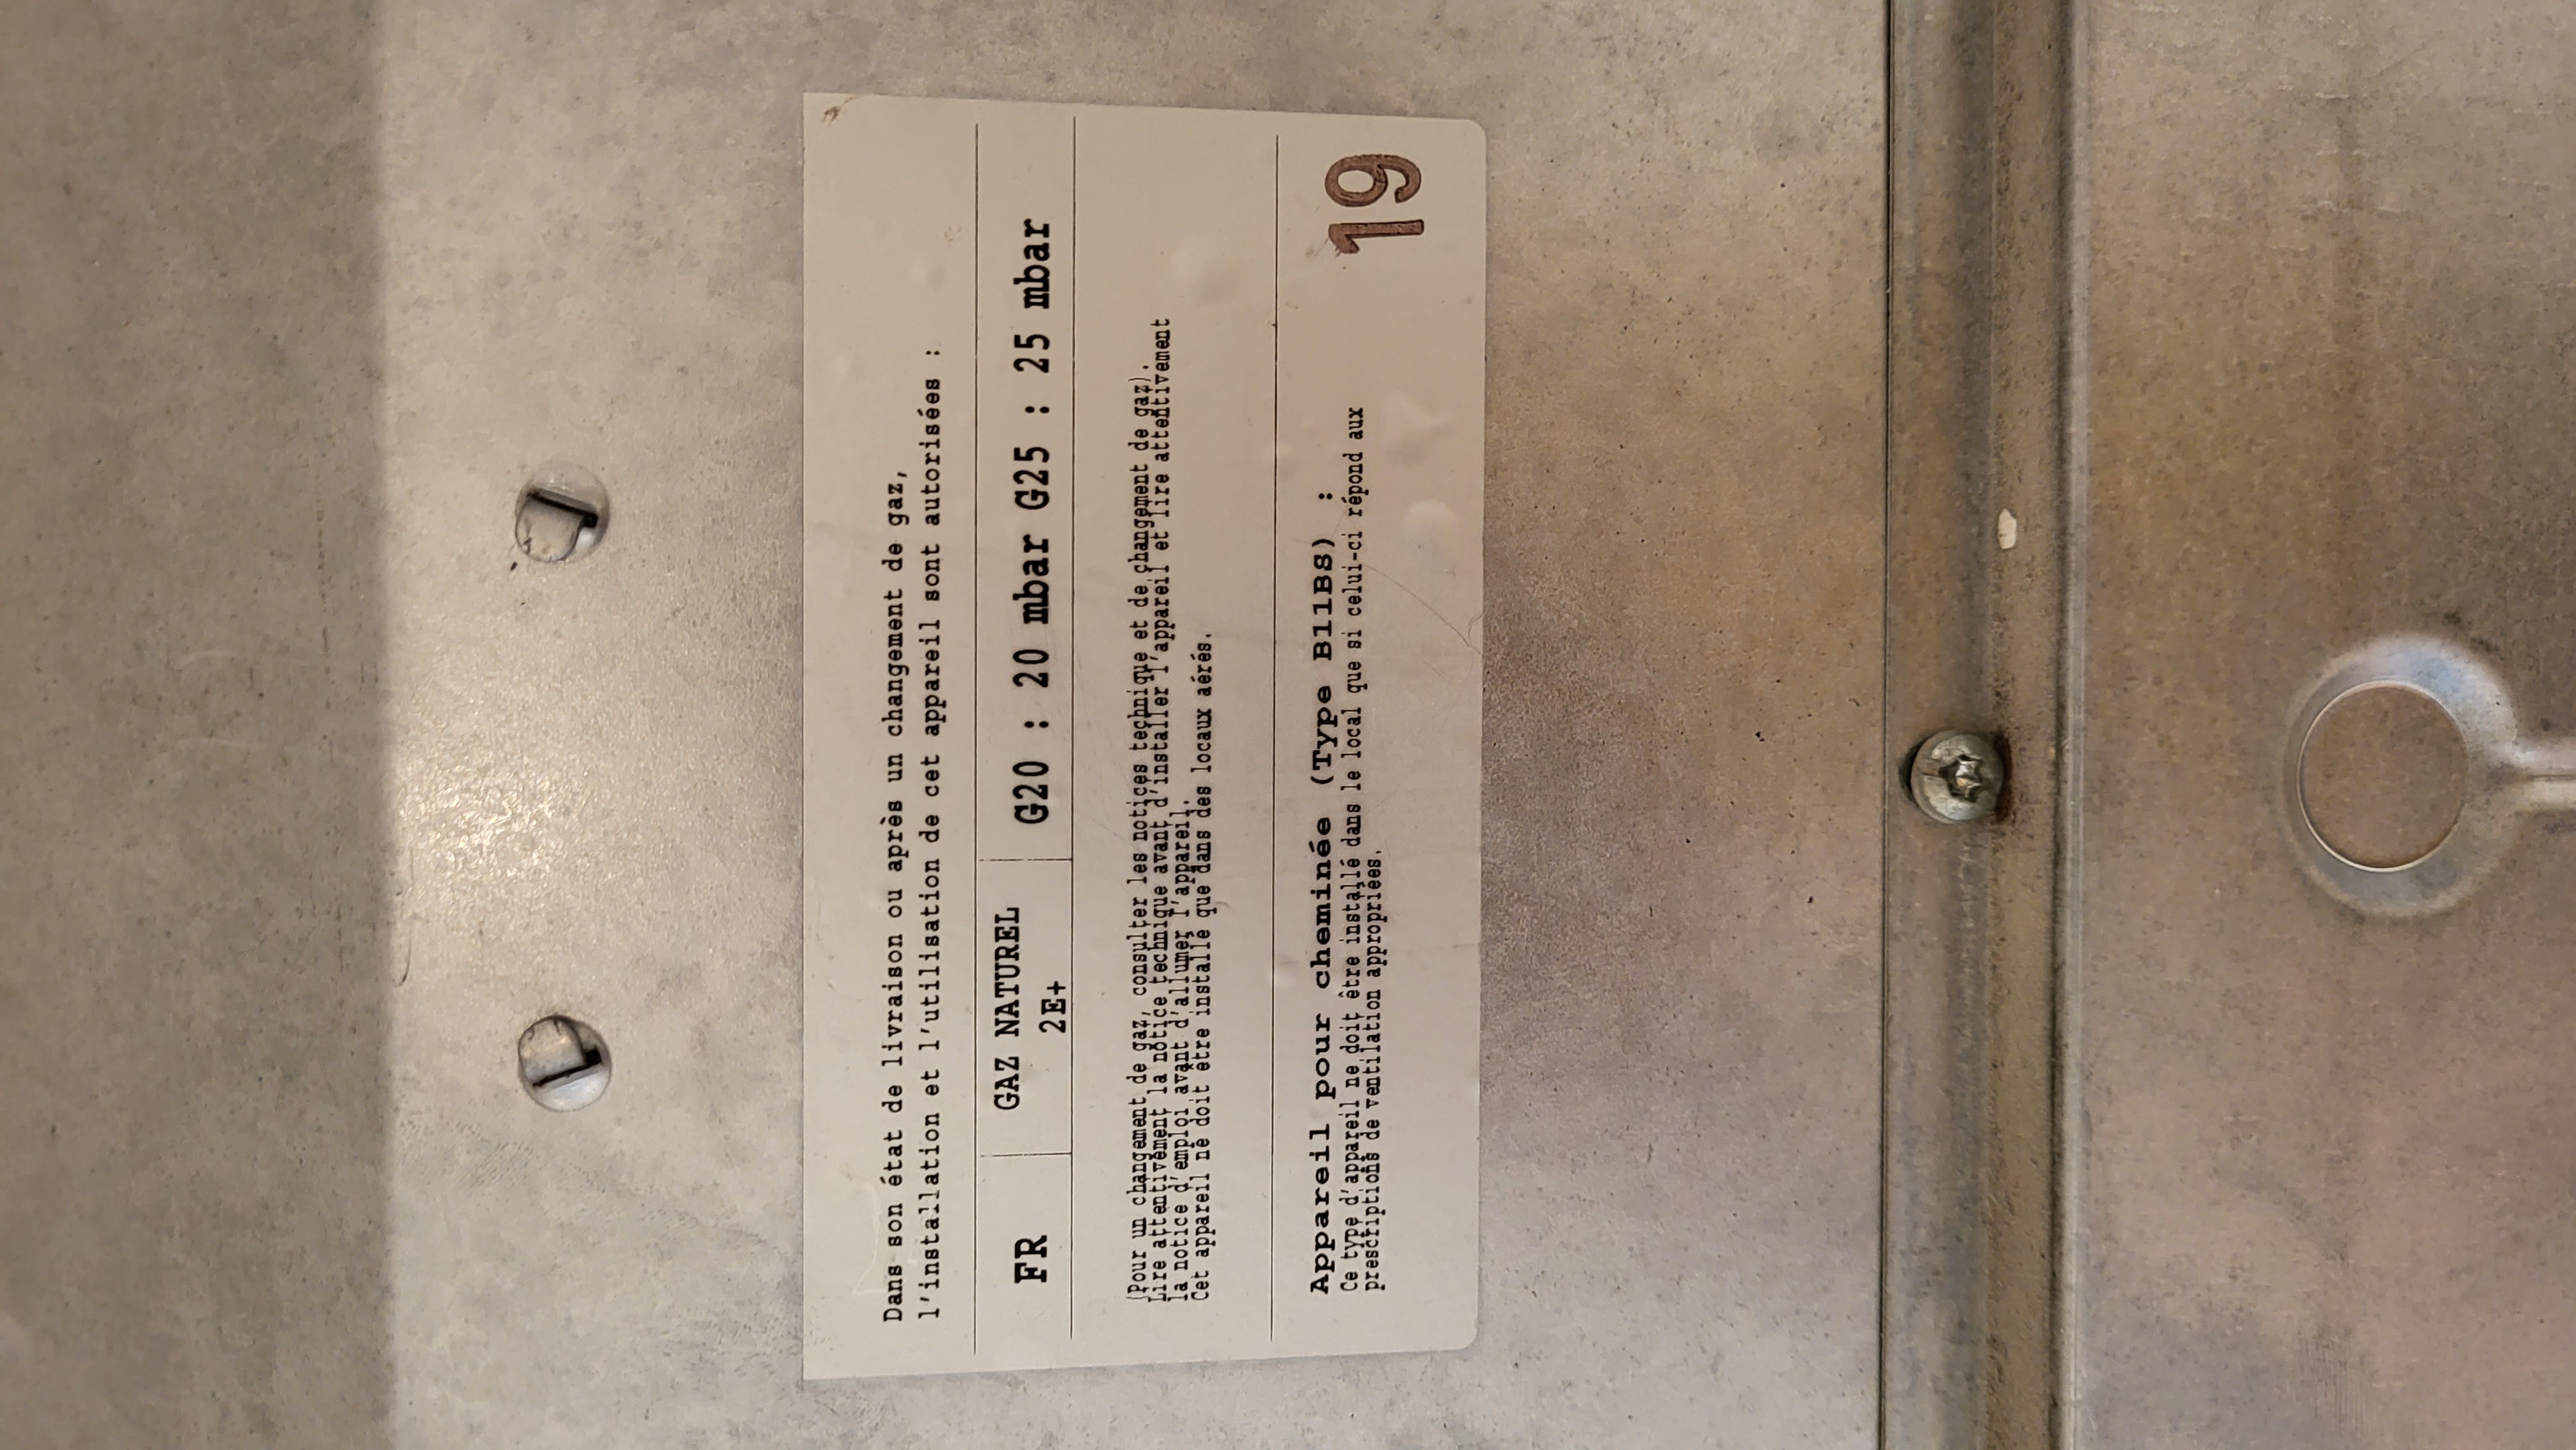 Dans son état de livraison ou après un changement de gaz,
l'installation et l'utilisation de cet appareil sont autorisées :
FR GAZ NATUREL 2E+ G20 : 20 mbar G25 : 25 mbar
(Pour un changement de gaz, consulter les notices technique et de changement de gaz).
Lire attentivement la notice technique avant d'installer l'appareil et lire attentivement
la notice d'emploi avant d'allumer l'appareil.
Cet appareil ne doit être installé que dans des locaux aérés.
Appareil pour cheminée (Type B11BS) :
Ce type d'appareil ne doit être installé dans le local que si celui-ci répond aux
prescriptions de ventilation appropriées.
19